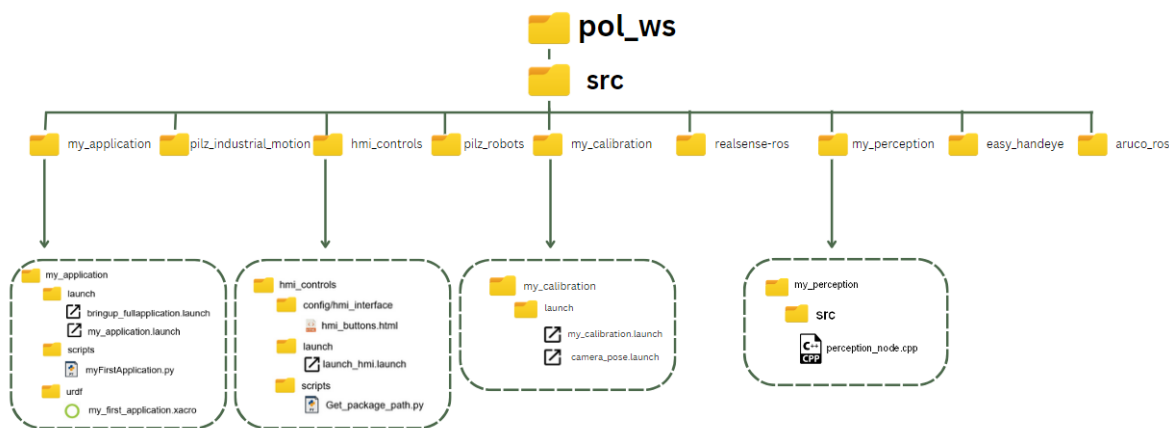 pol_ws
src
my_application
pilz_industrial_motion
hmi_controls
pilz_robots
my_calibration
realsense-ros
my_perception
easy_handeye
aruco_ros
my_application
launch
bringup_fullapplication.launch
my_application.launch
scripts
myFirstApplication.py
urdf
my_first_application.xacro
hmi_controls
config/hmi_interface
hmi_buttons.html
launch
launch_hmi.launch
scripts
Get_package_path.py
my_calibration
launch
my_calibration.launch
camera_pose.launch
my_perception
src
C++
CPP
perception_node.cpp